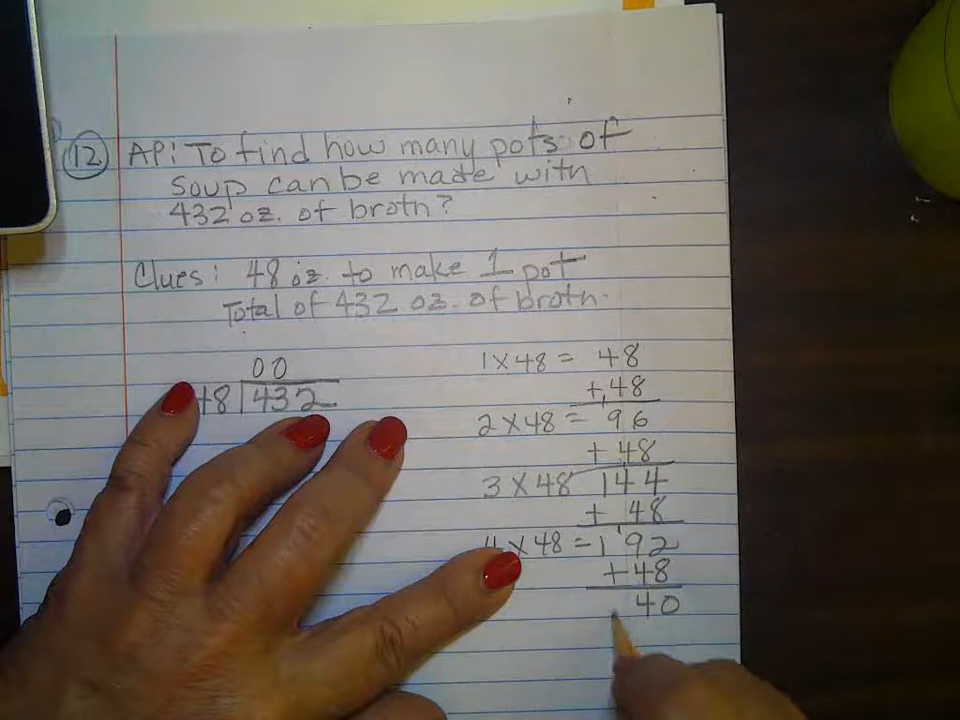 12 AP: To find how many pots of
soup can be made with
432 oz. of broth?
Clues: 48 oz. to make 1 pot
Total of 432 oz. of broth.
00
48 432
1 x 48 = 48
+48
2 x 48 = 96
+ 48
3 x 48 144
+ 48
4 x 48 = 192
+48
40